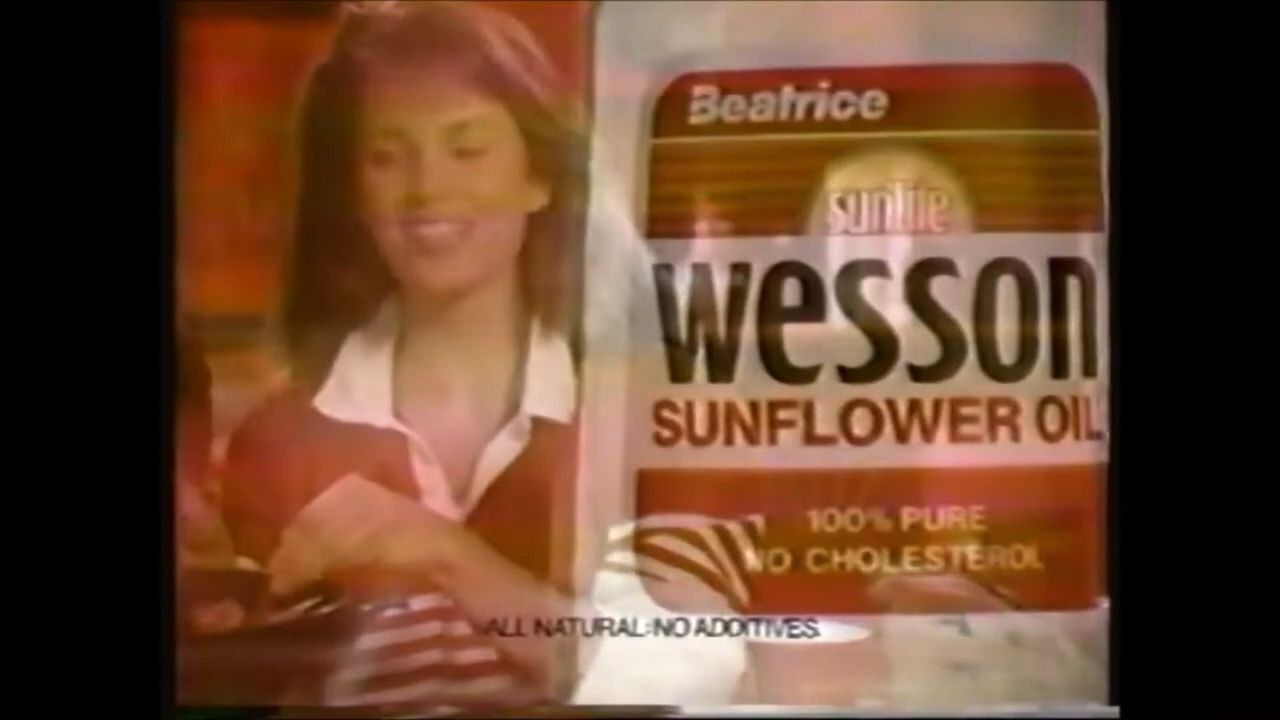 Beatrice
sunlite
wesson
SUNFLOWER OIL
100% PURE
NO CHOLESTEROL
ALL NATURAL: NO ADDITIVES.